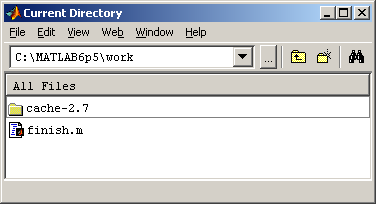 Current Directory
File Edit View Web Window Help
C:\MATLAB6p5\work ...
All Files
cache-2.7
finish.m